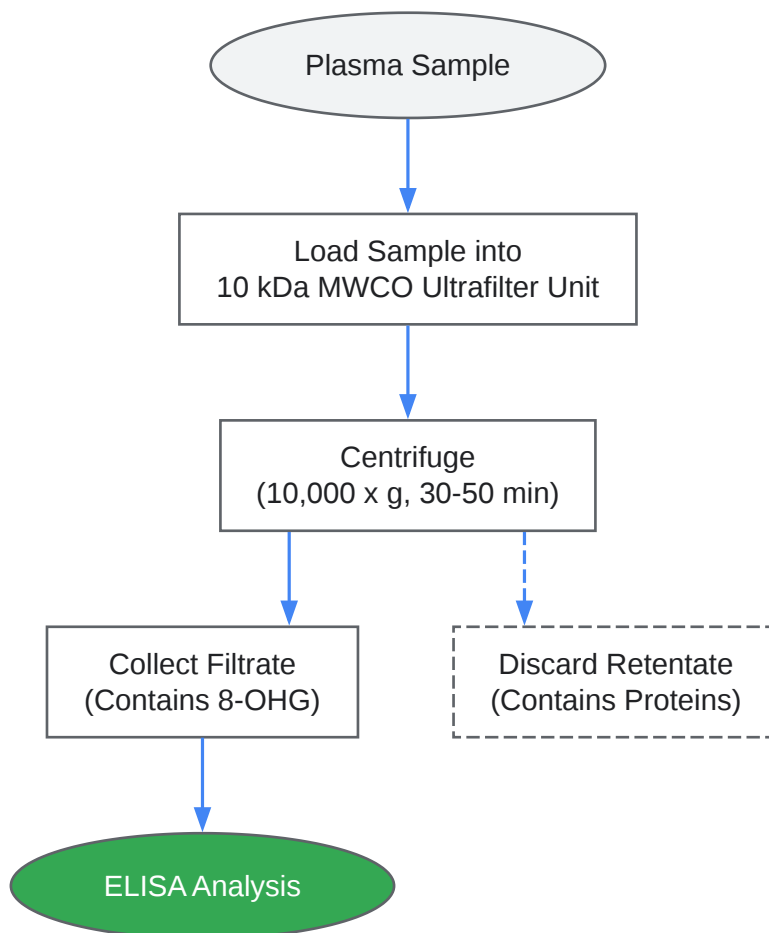 Plasma Sample
Load Sample into
10 kDa MWCO Ultrafilter Unit
Centrifuge
(10,000 x g, 30-50 min)
Collect Filtrate
(Contains 8-OHG)
Discard Retentate
(Contains Proteins)
ELISA Analysis